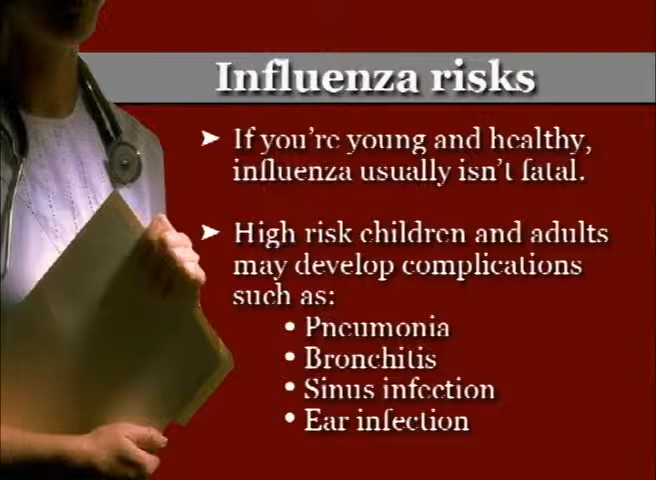 Influenza risks
➤ If you're young and healthy,
influenza usually isn't fatal.
➤ High risk children and adults
may develop complications
such as:
• Pneumonia
• Bronchitis
• Sinus infection
• Ear infection